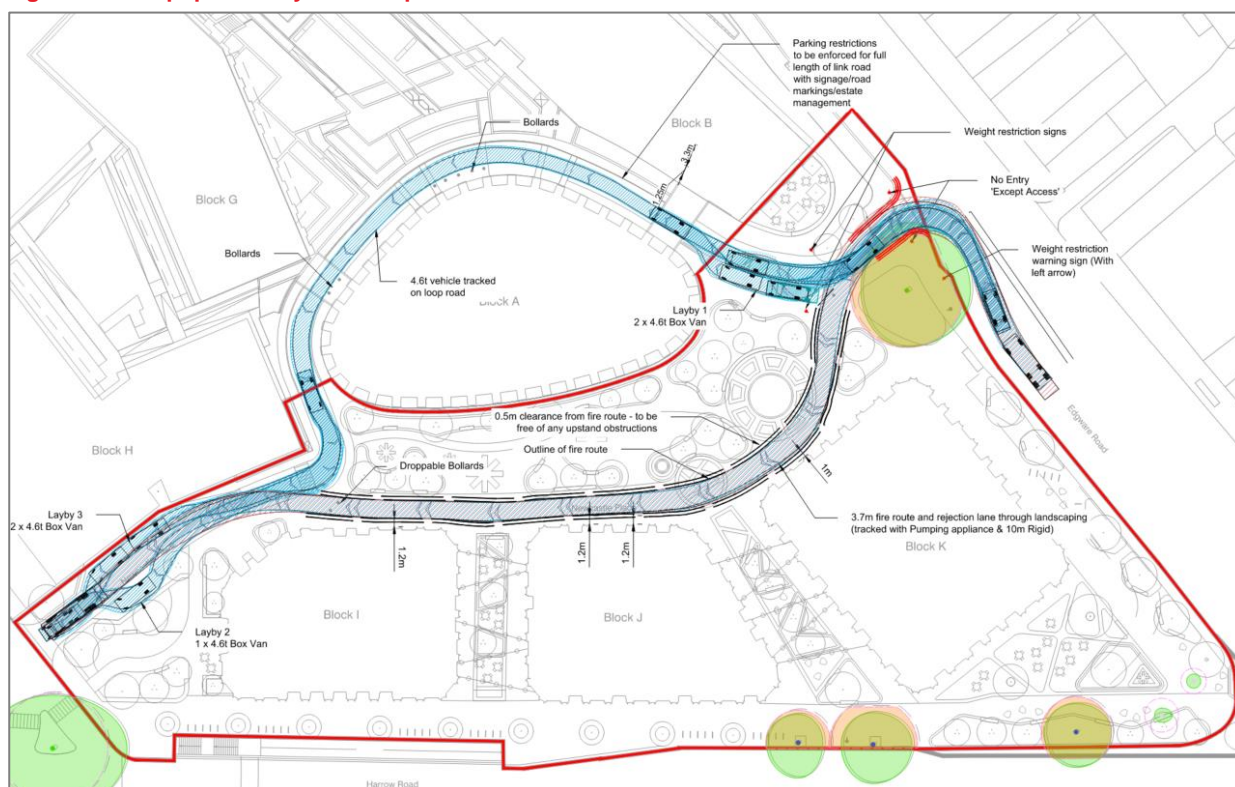 Parking restrictions
to be enforced for full
length of link road
with signage/road
markings/estate
management
Bollards
Block B
Weight restriction signs
3.3m
1.25m
No Entry
'Except Access'
Block G
Bollards
4.6t vehicle tracked
on loop road
Block A
Weight restriction
warning sign (With
left arrow)
Layby 1
2 x 4.6t Box Van
0.5m clearance from fire route - to be
free of any upstand obstructions
Outline of fire route
Edgware Road
Block H
Droppable Bollards
1m
Layby 3
2 x 4.6t Box Van
3.7m fire route and rejection lane through landscaping
(tracked with Pumping appliance & 10m Rigid)
Block K
1.2m
1.2m
1.2m
Block I
Block J
Layby 2
1 x 4.6t Box Van
Harrow Road